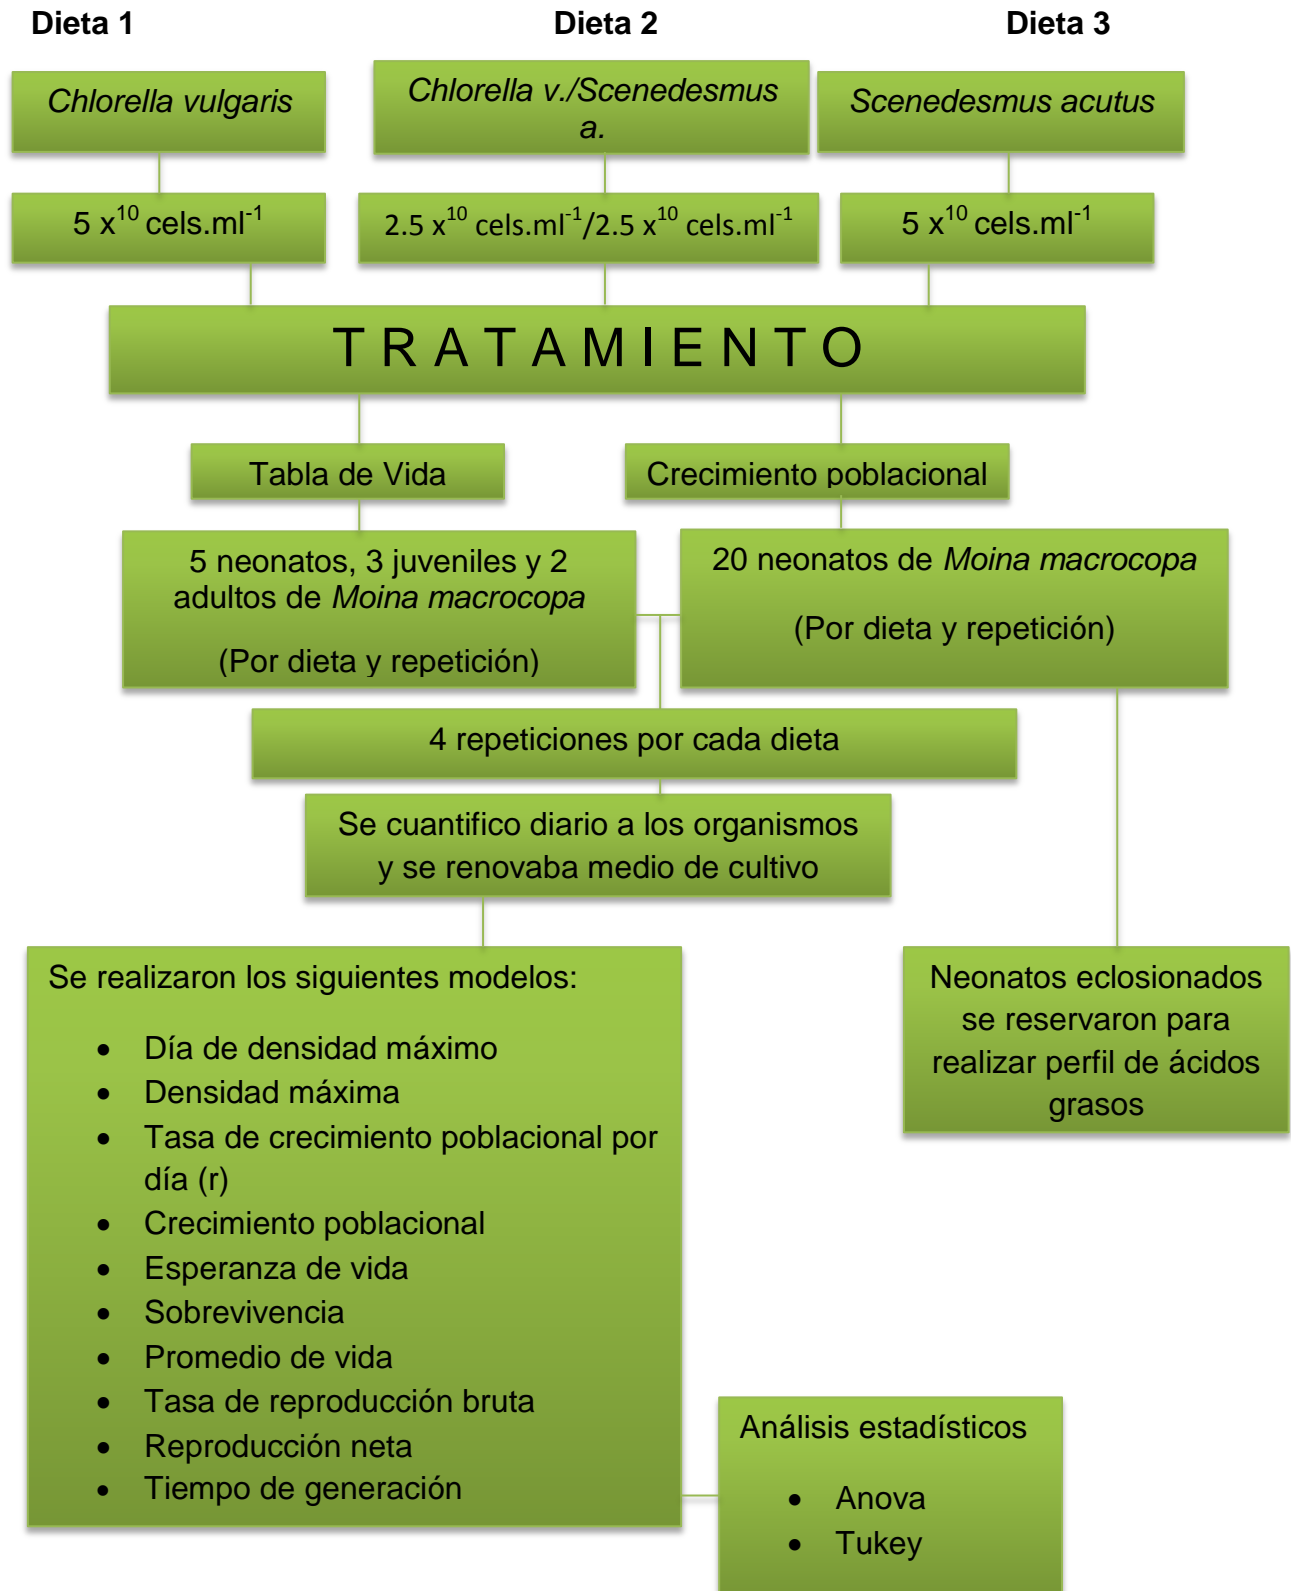 Dieta 1
Dieta 2
Dieta 3
Chlorella vulgaris
Chlorella v./Scenedesmus
a.
Scenedesmus acutus
5 x¹⁰ cels.ml⁻¹
2.5 x¹⁰ cels.ml⁻¹/2.5 x¹⁰ cels.ml⁻¹
5 x¹⁰ cels.ml⁻¹
T R A T A M I E N T O
Tabla de Vida
Crecimiento poblacional
5 neonatos, 3 juveniles y 2
adultos de Moina macrocopa
(Por dieta y repetición)
20 neonatos de Moina macrocopa
(Por dieta y repetición)
4 repeticiones por cada dieta
Se cuantifico diario a los organismos
y se renovaba medio de cultivo
Se realizaron los siguientes modelos:
• Día de densidad máximo
• Densidad máxima
• Tasa de crecimiento poblacional por
día (r)
• Crecimiento poblacional
• Esperanza de vida
• Sobrevivencia
• Promedio de vida
• Tasa de reproducción bruta
• Reproducción neta
• Tiempo de generación
Neonatos eclosionados
se reservaron para
realizar perfil de ácidos
grasos
Análisis estadísticos
• Anova
• Tukey